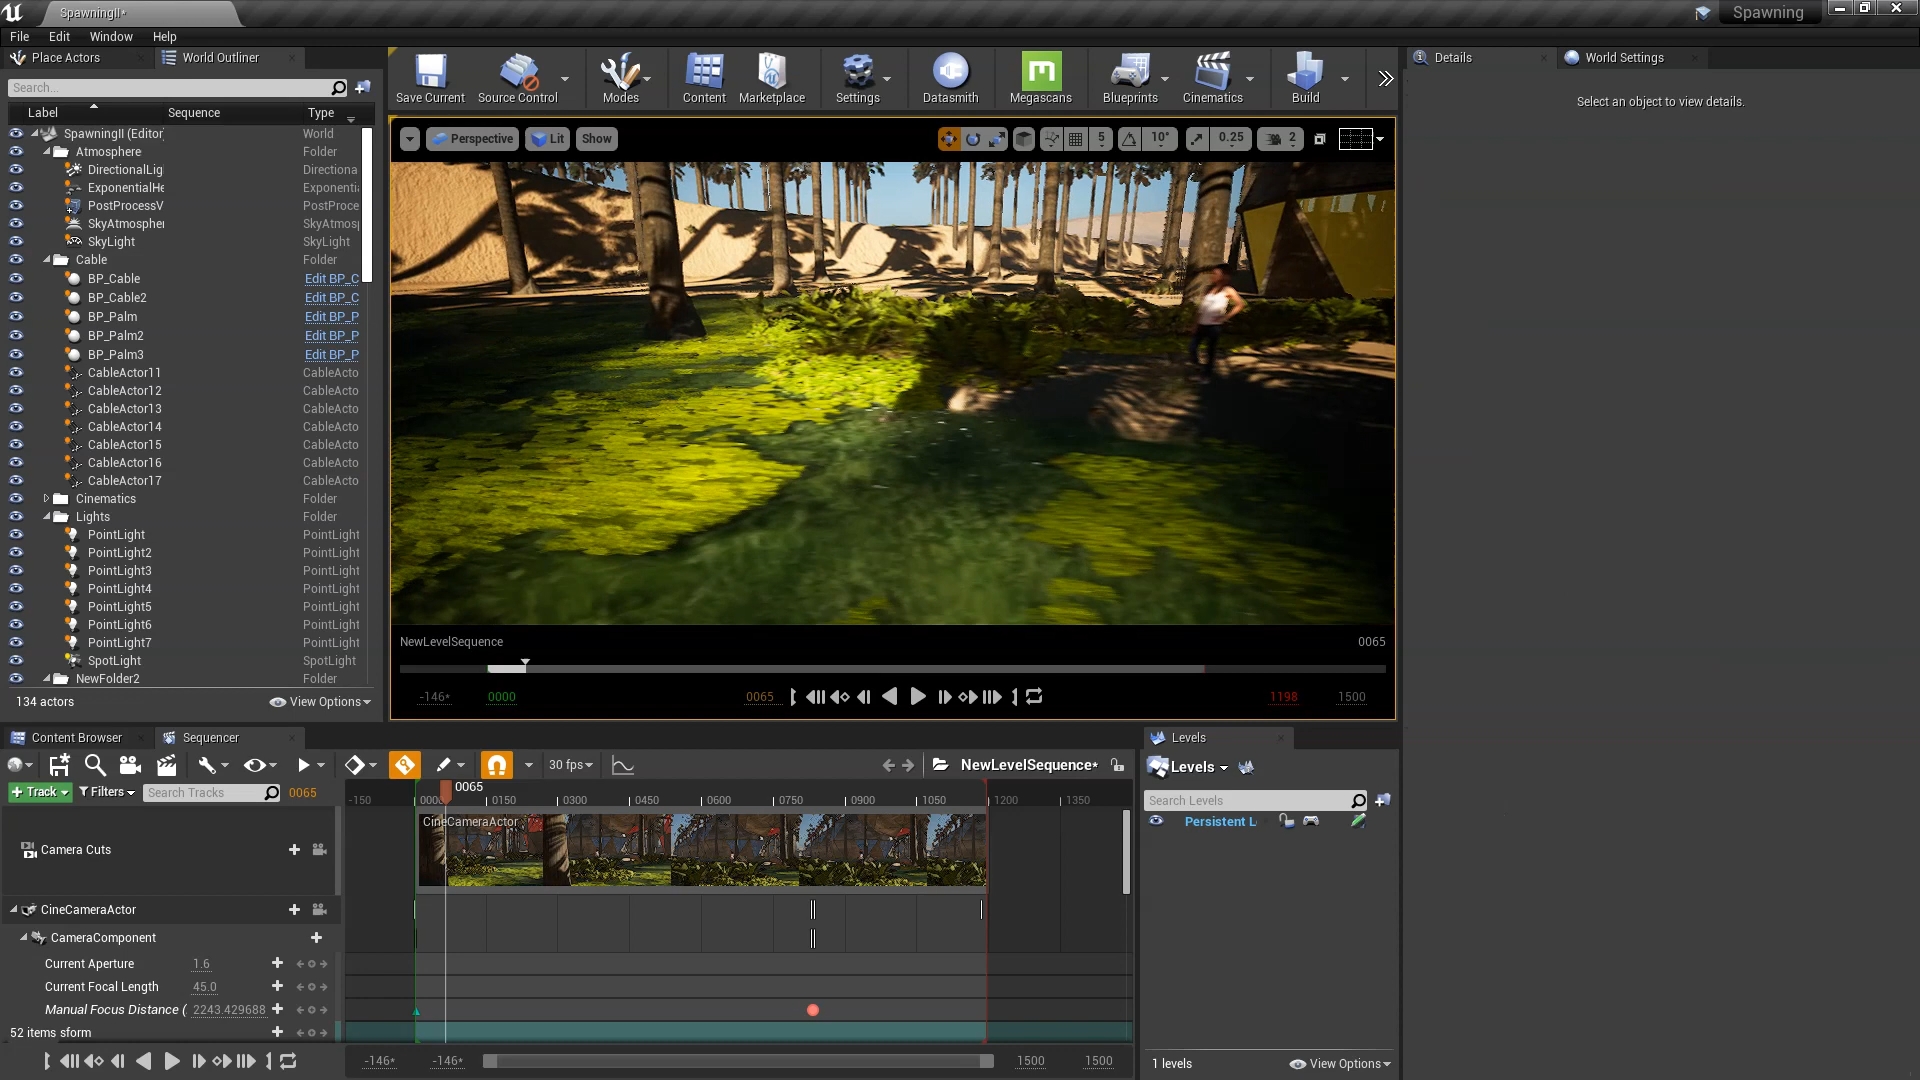 SpawningII*
Spawning
File Edit Window Help
Place Actors
World Outliner
Search...
Label Sequence Type
SpawningII (Editor) World
Atmosphere Folder
DirectionalLig Directiona
ExponentialHe Exponenti
PostProcessV PostProce
SkyAtmospher SkyAtmosp
SkyLight SkyLight
Cable Folder
BP_Cable Edit BP_C
BP_Cable2 Edit BP_C
BP_Palm Edit BP_P
BP_Palm2 Edit BP_P
BP_Palm3 Edit BP_P
CableActor11 CableActo
CableActor12 CableActo
CableActor13 CableActo
CableActor14 CableActo
CableActor15 CableActo
CableActor16 CableActo
CableActor17 CableActo
Cinematics Folder
Lights Folder
PointLight PointLight
PointLight2 PointLight
PointLight3 PointLight
PointLight4 PointLight
PointLight5 PointLight
PointLight6 PointLight
PointLight7 PointLight
SpotLight SpotLight
NewFolder2 Folder
134 actors View Options
Save Current Source Control Modes Content Marketplace Settings Datasmith Megascans Blueprints Cinematics Build
Perspective Lit Show 5 10° 0.25 2
NewLevelSequence 0065
-146* 0000 0065 1198 1500
Details
World Settings
Select an object to view details.
Content Browser
Sequencer
30 fps
NewLevelSequence*
Track Filters Search Tracks 0065
0065
-150 0000 0150 0300 0450 0600 0750 0900 1050 1200 1350
CineCameraActor
Camera Cuts
CineCameraActor
CameraComponent
Current Aperture 1.6
Current Focal Length 45.0
Manual Focus Distance ( 2243.429688
52 items sform
-146* -146* 1500 1500
Levels
Levels
Search Levels
Persistent L
1 levels View Options